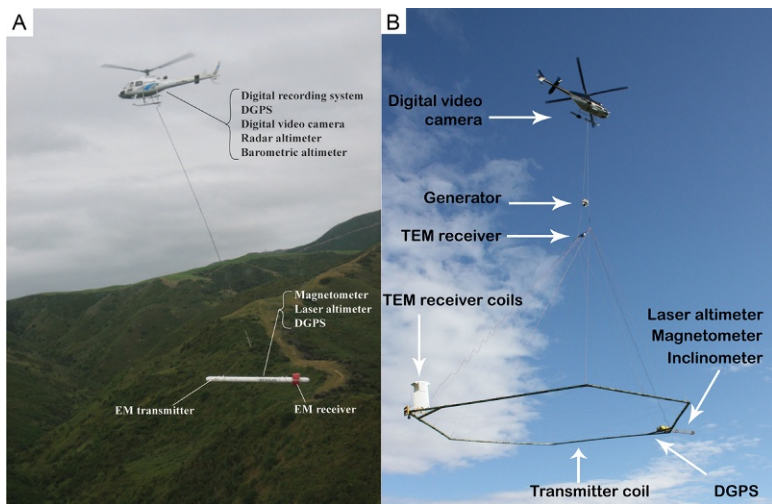 A
Digital recording system
DGPS
Digital video camera
Radar altimeter
Barometric altimeter
Magnetometer
Laser altimeter
DGPS
EM transmitter
EM receiver
B
Digital video
camera
Generator
TEM receiver
TEM receiver coils
Laser altimeter
Magnetometer
Inclinometer
Transmitter coil
DGPS